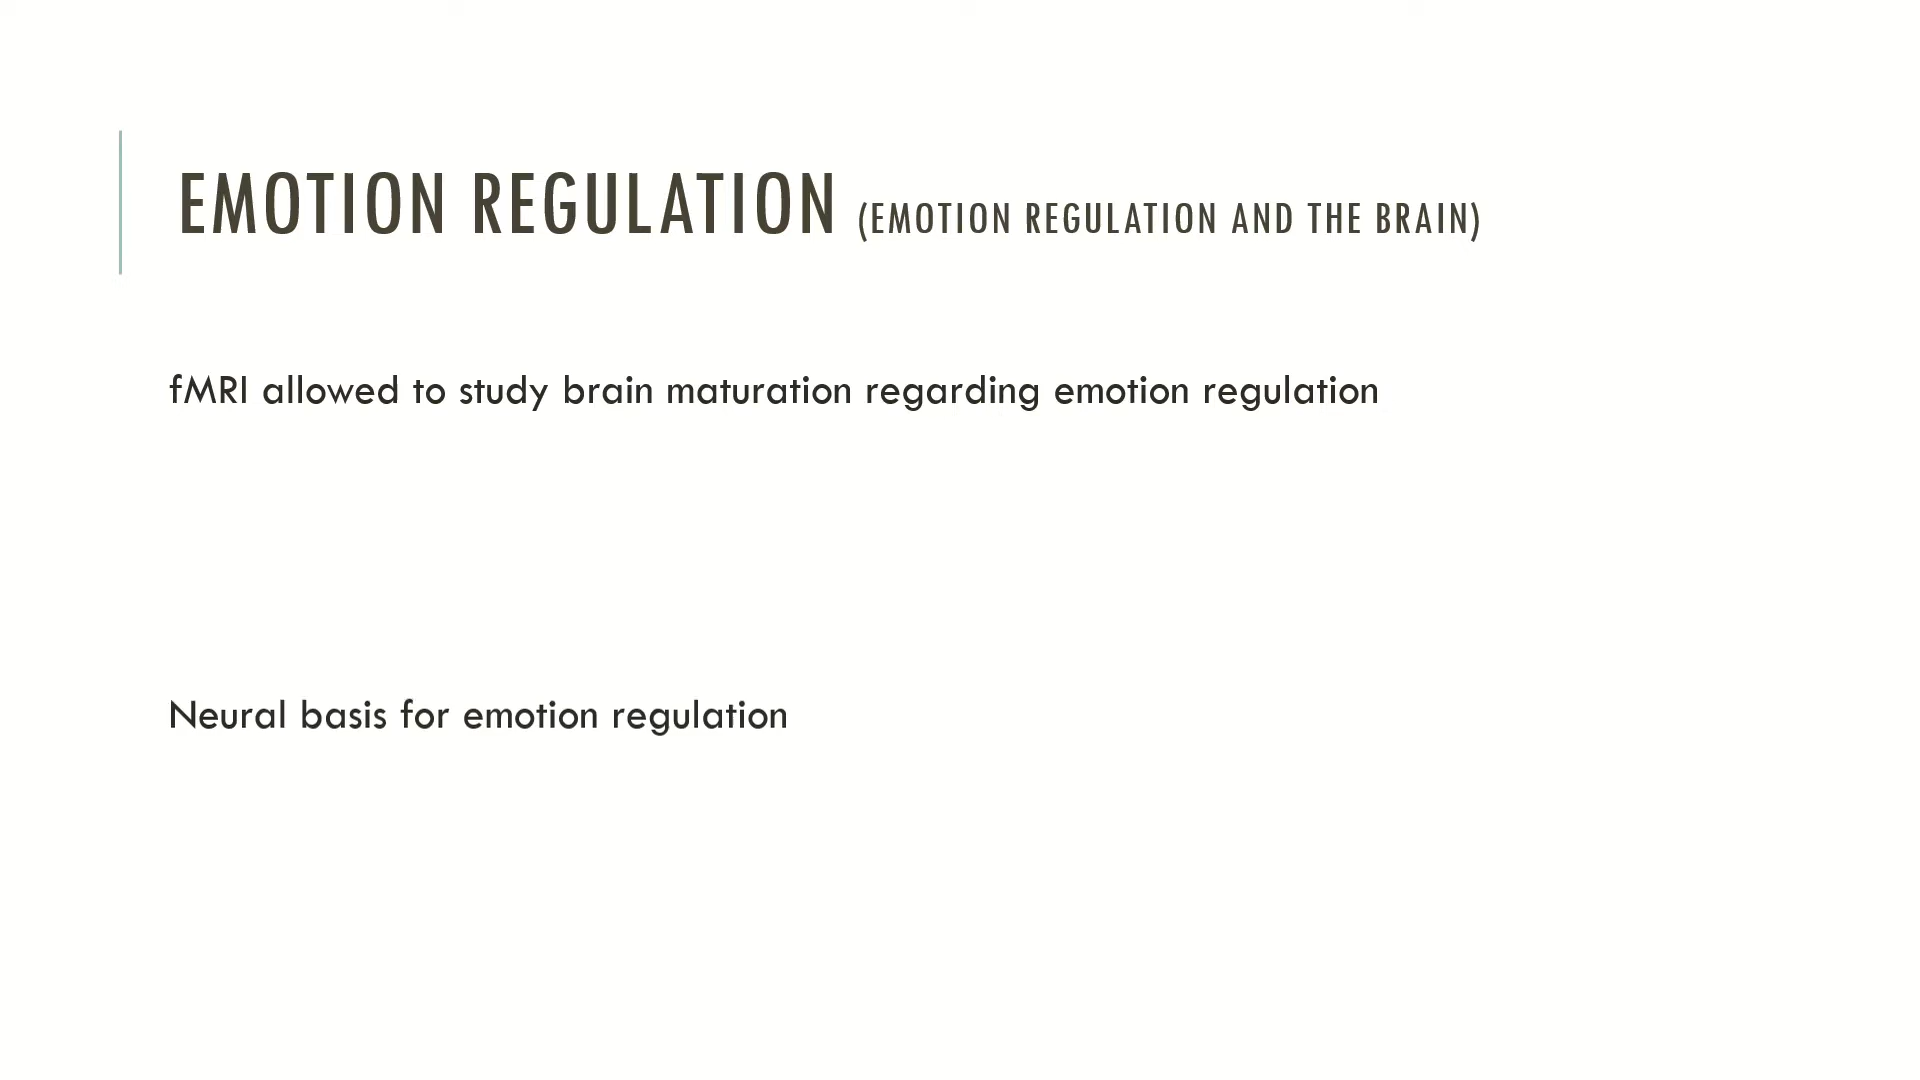 EMOTION REGULATION (EMOTION REGULATION AND THE BRAIN)
fMRI allowed to study brain maturation regarding emotion regulation
Neural basis for emotion regulation